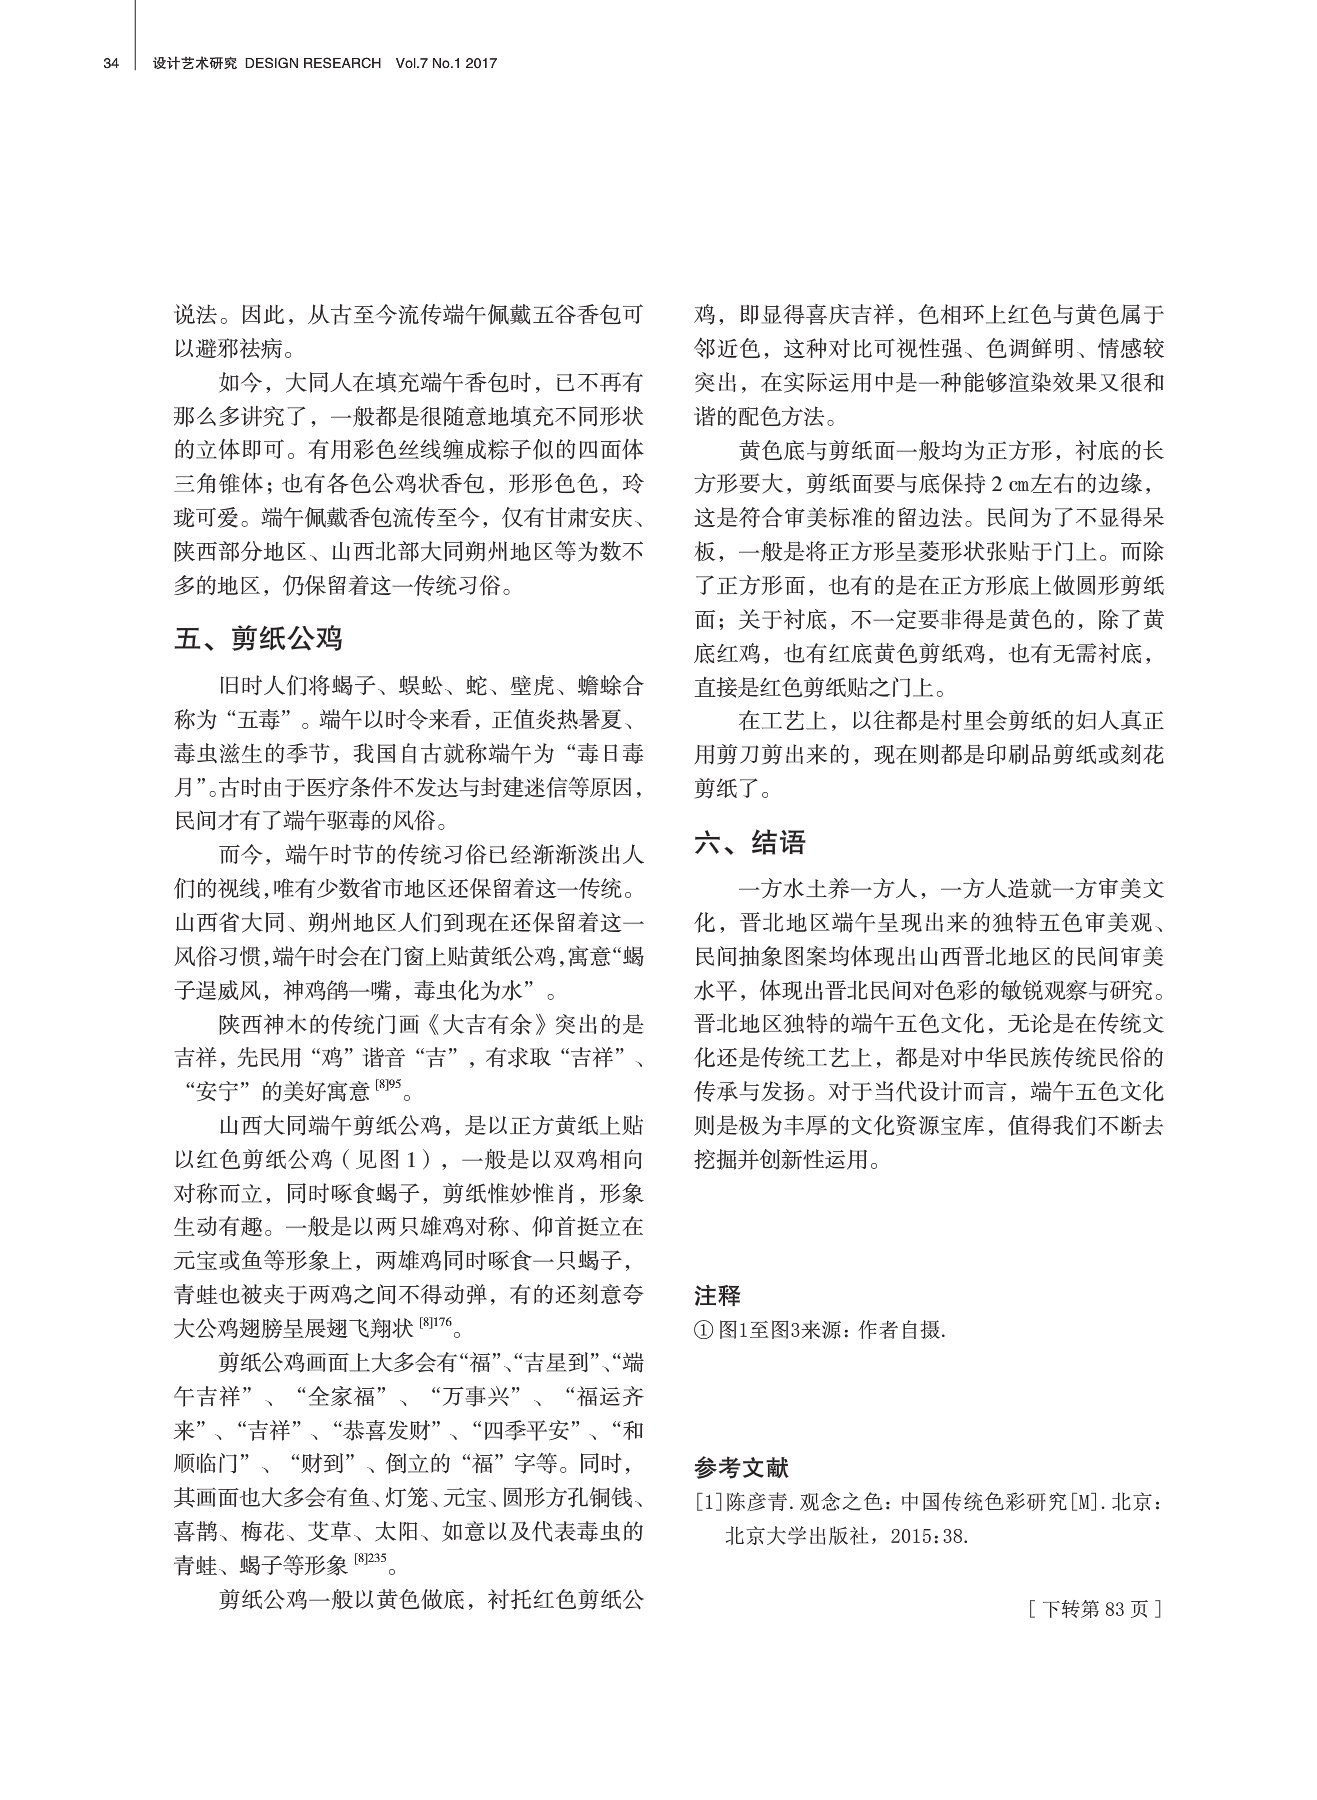 34 设计艺术研究 DESIGN RESEARCH Vol.7 No.1 2017
说法。因此，从古至今流传端午佩戴五谷香包可
以避邪祛病。
如今，大同人在填充端午香包时，已不再有
那么多讲究了，一般都是很随意地填充不同形状
的立体即可。有用彩色丝线缠成粽子似的四面体
三角锥体；也有各色公鸡状香包，形形色色，玲
珑可爱。端午佩戴香包流传至今，仅有甘肃安庆、
陕西部分地区、山西北部大同朔州地区等为数不
多的地区，仍保留着这一传统习俗。
五、剪纸公鸡
旧时人们将蝎子、蜈蚣、蛇、壁虎、蟾蜍合
称为“五毒”。端午以时令来看，正值炎热暑夏、
毒虫滋生的季节，我国自古就称端午为“毒日毒
月”。古时由于医疗条件不发达与封建迷信等原因，
民间才有了端午驱毒的风俗。
而今，端午时节的传统习俗已经渐渐淡出人
们的视线，唯有少数省市地区还保留着这一传统。
山西省大同、朔州地区人们到现在还保留着这一
风俗习惯，端午时会在门窗上贴黄纸公鸡，寓意“蝎
子逞威风，神鸡鹐一嘴，毒虫化为水”。
陕西神木的传统门画《大吉有余》突出的是
吉祥，先民用“鸡”谐音“吉”，有求取“吉祥”、
“安宁”的美好寓意[8]95。
山西大同端午剪纸公鸡，是以正方黄纸上贴
以红色剪纸公鸡（见图1），一般是以双鸡相向
对称而立，同时啄食蝎子，剪纸惟妙惟肖，形象
生动有趣。一般是以两只雄鸡对称、仰首挺立在
元宝或鱼等形象上，两雄鸡同时啄食一只蝎子，
青蛙也被夹于两鸡之间不得动弹，有的还刻意夸
大公鸡翅膀呈展翅飞翔状[8]176。
剪纸公鸡画面上大多会有“福”、“吉星到”、“端
午吉祥”、“全家福”、“万事兴”、“福运齐
来”、“吉祥”、“恭喜发财”、“四季平安”、“和
顺临门”、“财到”、倒立的“福”字等。同时，
其画面也大多会有鱼、灯笼、元宝、圆形方孔铜钱、
喜鹊、梅花、艾草、太阳、如意以及代表毒虫的
青蛙、蝎子等形象[8]235。
剪纸公鸡一般以黄色做底，衬托红色剪纸公
鸡，即显得喜庆吉祥，色相环上红色与黄色属于
邻近色，这种对比可视性强、色调鲜明、情感较
突出，在实际运用中是一种能够渲染效果又很和
谐的配色方法。
黄色底与剪纸面一般均为正方形，衬底的长
方形要大，剪纸面要与底保持 2 cm左右的边缘，
这是符合审美标准的留边法。民间为了不显得呆
板，一般是将正方形呈菱形状张贴于门上。而除
了正方形面，也有的是在正方形底上做圆形剪纸
面；关于衬底，不一定要非得是黄色的，除了黄
底红鸡，也有红底黄色剪纸鸡，也有无需衬底，
直接是红色剪纸贴之门上。
在工艺上，以往都是村里会剪纸的妇人真正
用剪刀剪出来的，现在则都是印刷品剪纸或刻花
剪纸了。
六、结语
一方水土养一方人，一方人造就一方审美文
化，晋北地区端午呈现出来的独特五色审美观、
民间抽象图案均体现出山西晋北地区的民间审美
水平，体现出晋北民间对色彩的敏锐观察与研究。
晋北地区独特的端午五色文化，无论是在传统文
化还是传统工艺上，都是对中华民族传统民俗的
传承与发扬。对于当代设计而言，端午五色文化
则是极为丰厚的文化资源宝库，值得我们不断去
挖掘并创新性运用。
注释
① 图1至图3来源：作者自摄.
参考文献
[1]陈彦青.观念之色：中国传统色彩研究[M].北京：
北京大学出版社，2015:38.
[ 下转第 83 页 ]